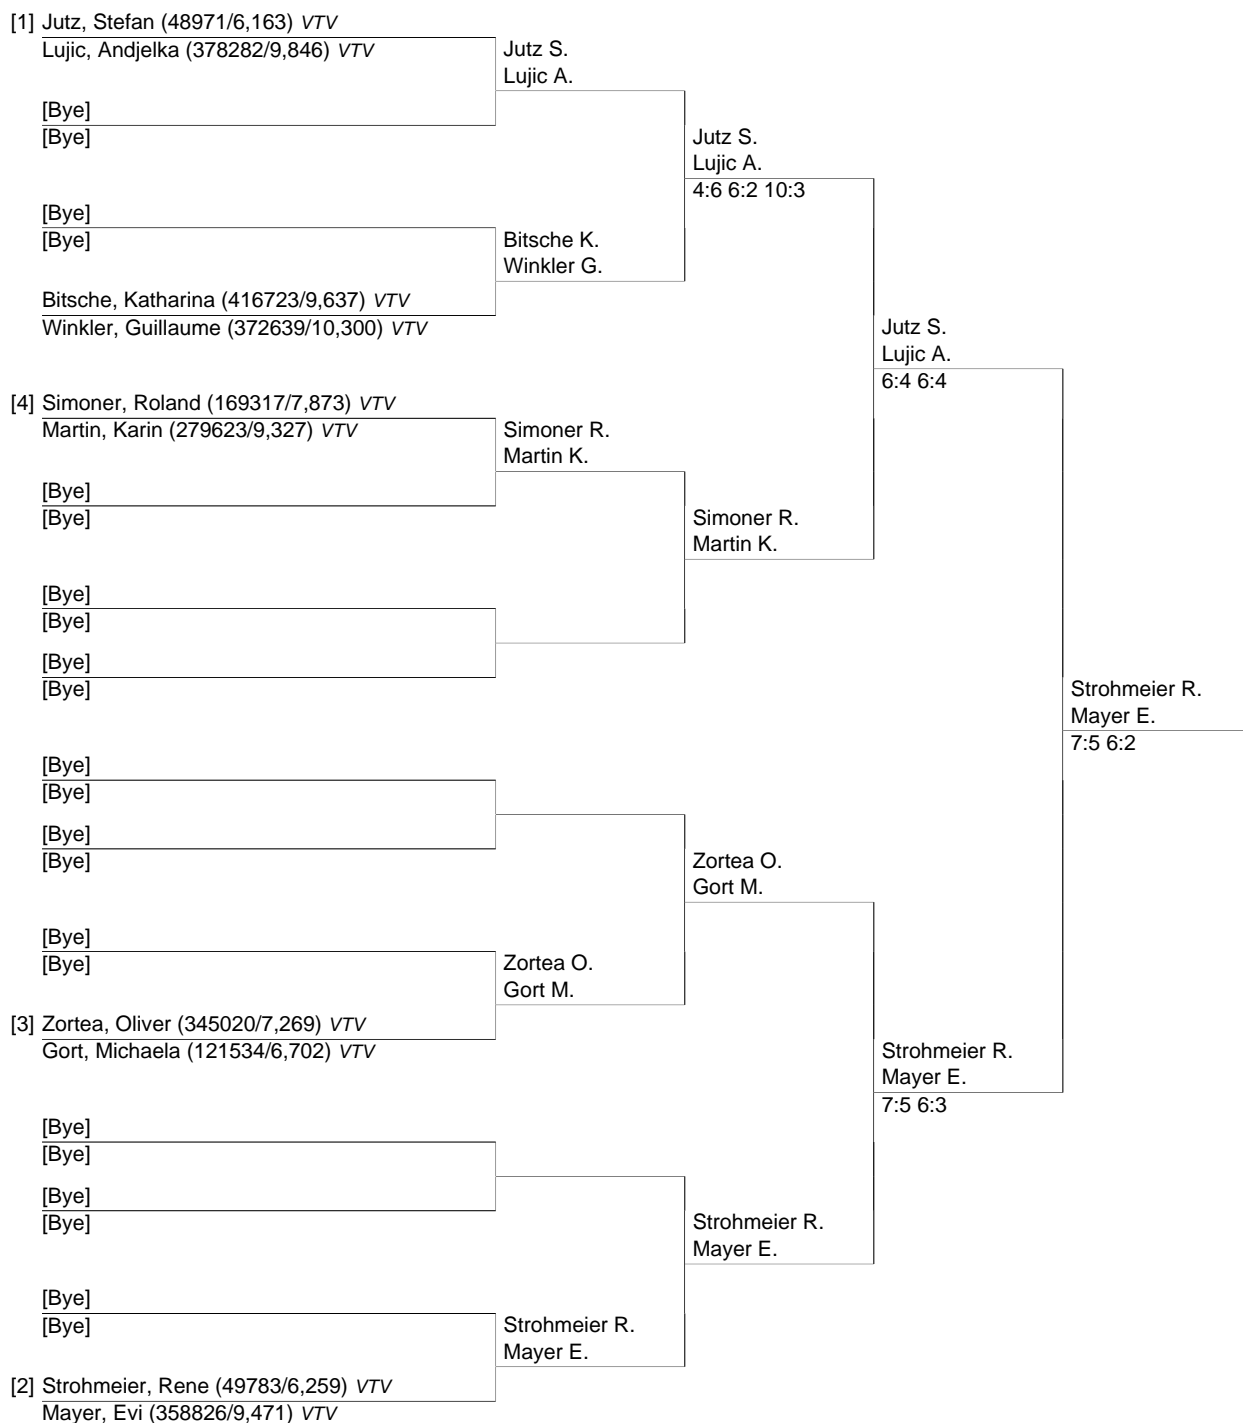 [1] Jutz, Stefan (48971/6,163) VTV
Lujic, Andjelka (378282/9,846) VTV
Jutz S.
Lujic A.
[Bye]
[Bye]
Jutz S.
Lujic A.
4:6 6:2 10:3
[Bye]
[Bye]
Bitsche K.
Winkler G.
Bitsche, Katharina (416723/9,637) VTV
Winkler, Guillaume (372639/10,300) VTV
Jutz S.
Lujic A.
6:4 6:4
[4] Simoner, Roland (169317/7,873) VTV
Martin, Karin (279623/9,327) VTV
Simoner R.
Martin K.
[Bye]
[Bye]
Simoner R.
Martin K.
[Bye]
[Bye]
[Bye]
[Bye]
Strohmeier R.
Mayer E.
7:5 6:2
[Bye]
[Bye]
[Bye]
[Bye]
Zortea O.
Gort M.
[Bye]
[Bye]
Zortea O.
Gort M.
[3] Zortea, Oliver (345020/7,269) VTV
Gort, Michaela (121534/6,702) VTV
Strohmeier R.
Mayer E.
7:5 6:3
[Bye]
[Bye]
[Bye]
[Bye]
Strohmeier R.
Mayer E.
[Bye]
[Bye]
Strohmeier R.
Mayer E.
[2] Strohmeier, Rene (49783/6,259) VTV
Mayer, Evi (358826/9,471) VTV